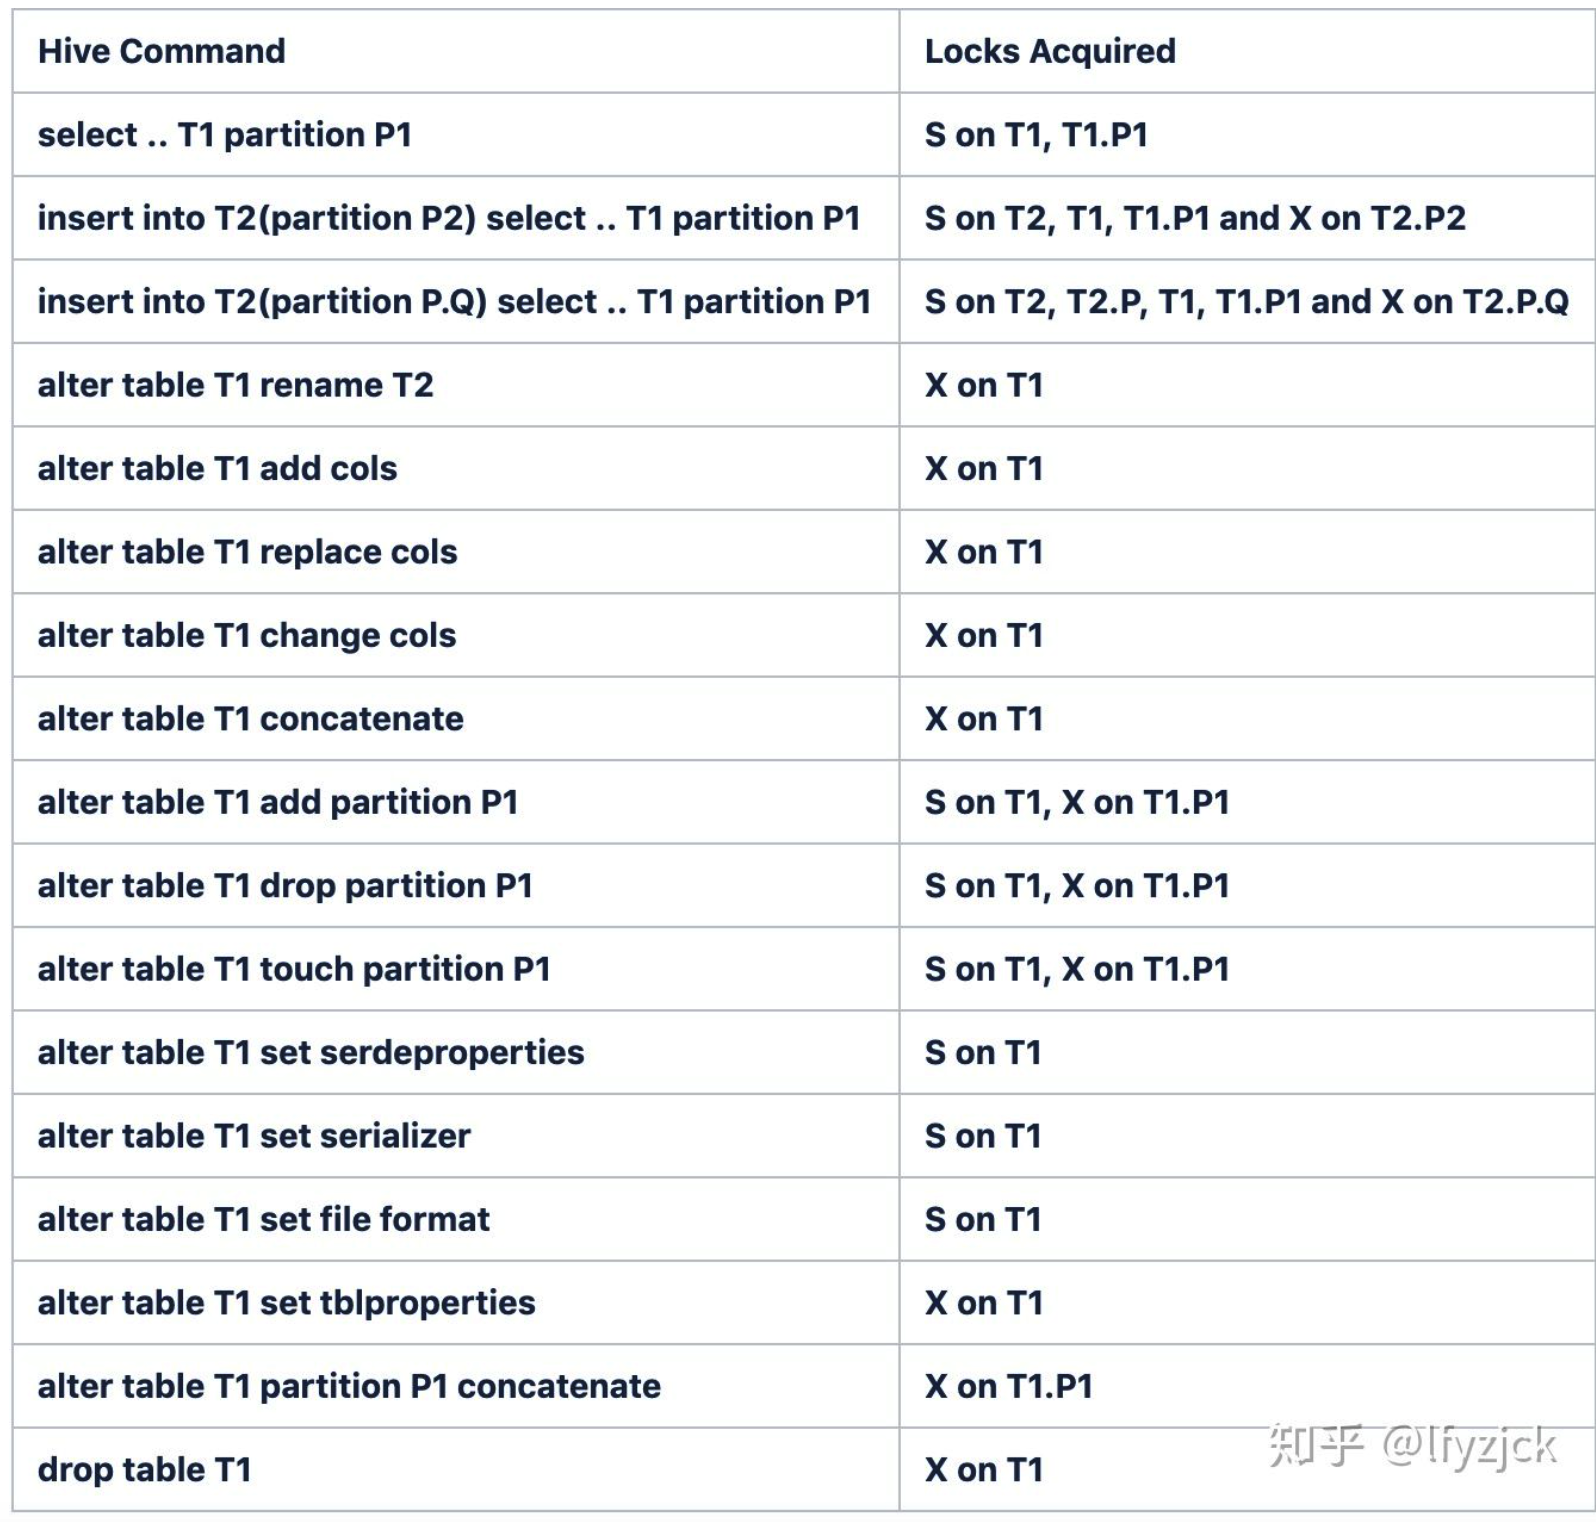 Hive Command Locks Acquired
select .. T1 partition P1 S on T1, T1.P1
insert into T2(partition P2) select .. T1 partition P1 S on T2, T1, T1.P1 and X on T2.P2
insert into T2(partition P.Q) select .. T1 partition P1 S on T2, T2.P, T1, T1.P1 and X on T2.P.Q
alter table T1 rename T2 X on T1
alter table T1 add cols X on T1
alter table T1 replace cols X on T1
alter table T1 change cols X on T1
alter table T1 concatenate X on T1
alter table T1 add partition P1 S on T1, X on T1.P1
alter table T1 drop partition P1 S on T1, X on T1.P1
alter table T1 touch partition P1 S on T1, X on T1.P1
alter table T1 set serdeproperties S on T1
alter table T1 set serializer S on T1
alter table T1 set file format S on T1
alter table T1 set tblproperties X on T1
alter table T1 partition P1 concatenate X on T1.P1
drop table T1 X on T1
知乎 @lfyzjck